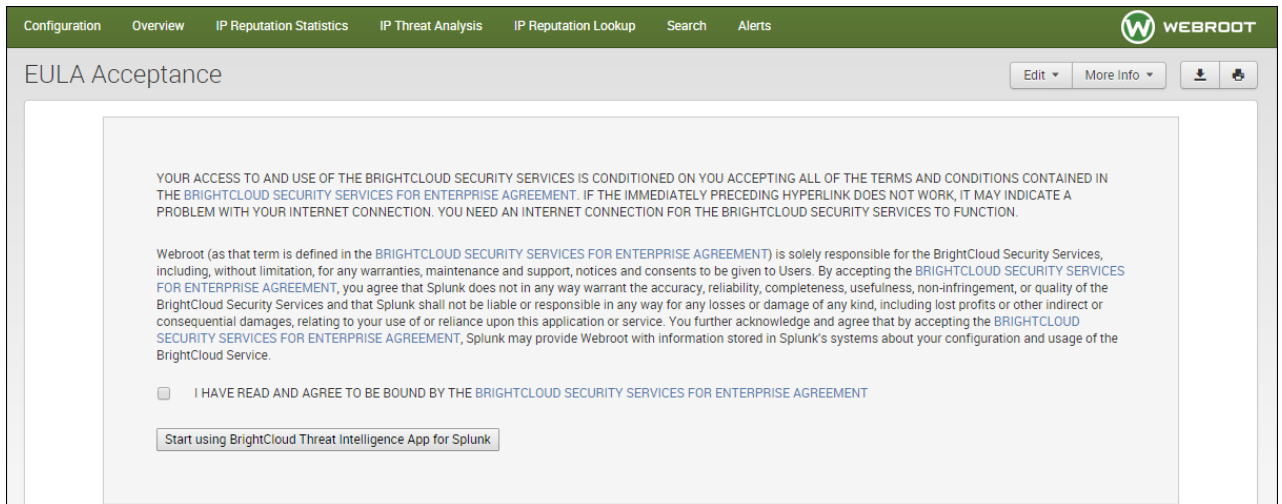 Configuration Overview IP Reputation Statistics IP Threat Analysis IP Reputation Lookup Search Alerts W WEBROOT
EULA Acceptance Edit More Info
YOUR ACCESS TO AND USE OF THE BRIGHTCLOUD SECURITY SERVICES IS CONDITIONED ON YOU ACCEPTING ALL OF THE TERMS AND CONDITIONS CONTAINED IN
THE BRIGHTCLOUD SECURITY SERVICES FOR ENTERPRISE AGREEMENT. IF THE IMMEDIATELY PRECEDING HYPERLINK DOES NOT WORK, IT MAY INDICATE A
PROBLEM WITH YOUR INTERNET CONNECTION. YOU NEED AN INTERNET CONNECTION FOR THE BRIGHTCLOUD SECURITY SERVICES TO FUNCTION.
Webroot (as that term is defined in the BRIGHTCLOUD SECURITY SERVICES FOR ENTERPRISE AGREEMENT) is solely responsible for the BrightCloud Security Services,
including, without limitation, for any warranties, maintenance and support, notices and consents to be given to Users. By accepting the BRIGHTCLOUD SECURITY SERVICES
FOR ENTERPRISE AGREEMENT, you agree that Splunk does not in any way warrant the accuracy, reliability, completeness, usefulness, non-infringement, or quality of the
BrightCloud Security Services and that Splunk shall not be liable or responsible in any way for any losses or damage of any kind, including lost profits or other indirect or
consequential damages, relating to your use of or reliance upon this application or service. You further acknowledge and agree that by accepting the BRIGHTCLOUD
SECURITY SERVICES FOR ENTERPRISE AGREEMENT, Splunk may provide Webroot with information stored in Splunk's systems about your configuration and usage of the
BrightCloud Service.
I HAVE READ AND AGREE TO BE BOUND BY THE BRIGHTCLOUD SECURITY SERVICES FOR ENTERPRISE AGREEMENT
Start using BrightCloud Threat Intelligence App for Splunk